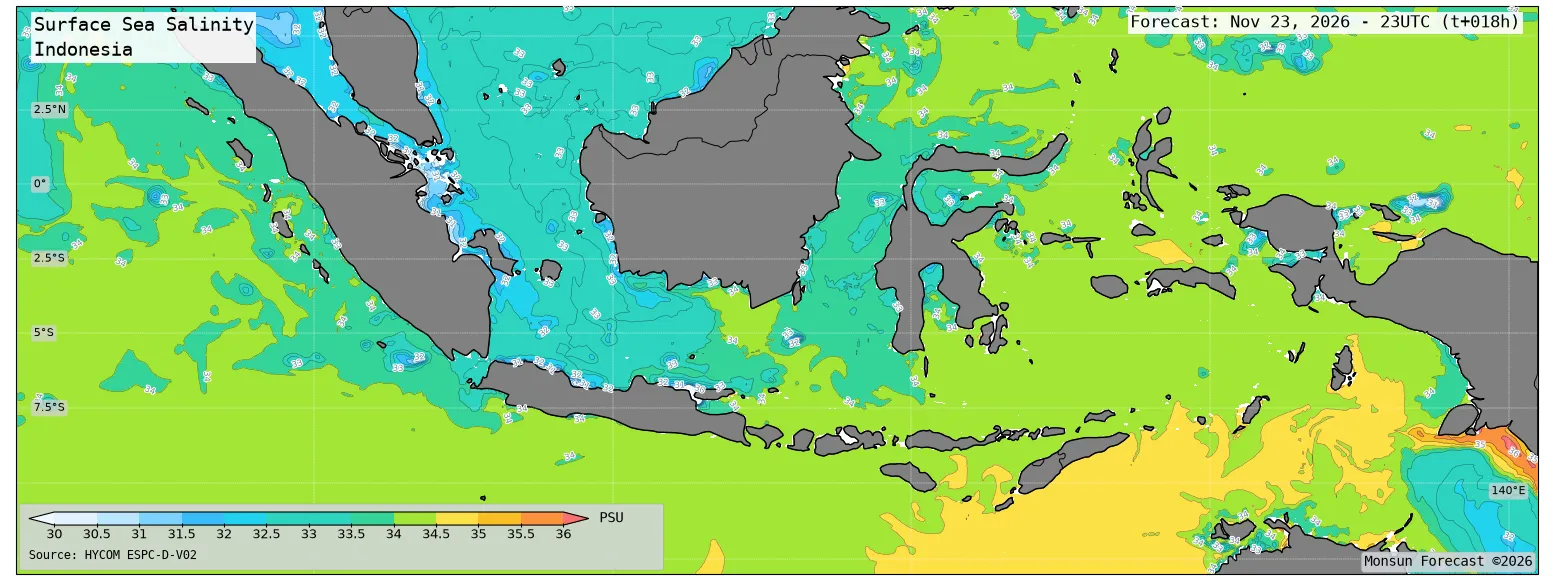 Surface Sea Salinity
Indonesia
Forecast: Nov 23, 2026 - 23UTC (t+018h)
2.5°N
0°
2.5°S
5°S
7.5°S
140°E
PSU
30 30.5 31 31.5 32 32.5 33 33.5 34 34.5 35 35.5 36
Source: HYCOM ESPC-D-V02
Monsun Forecast ©2026